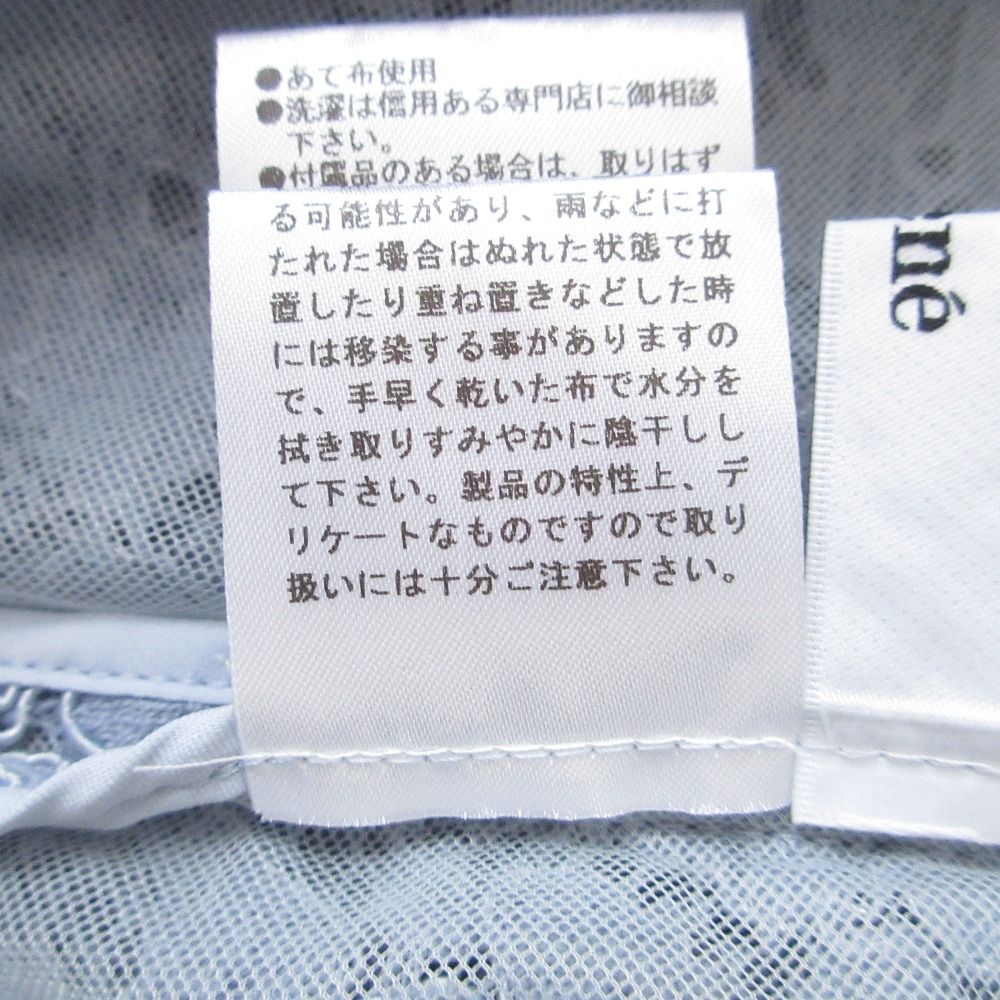 ●あて布使用
●洗濯は信用ある専門店に御相談
下さい。
●付属品のある場合は、取りはず
る可能性があり、雨などに打
たれた場合はぬれた状態で放
置したり重ね置きなどした時
には移染する事がありますの
で、手早く乾いた布で水分を
拭き取りすみやかに陰干しし
て下さい。製品の特性上、デ
リケートなものですので取り
扱いには十分ご注意下さい。
né